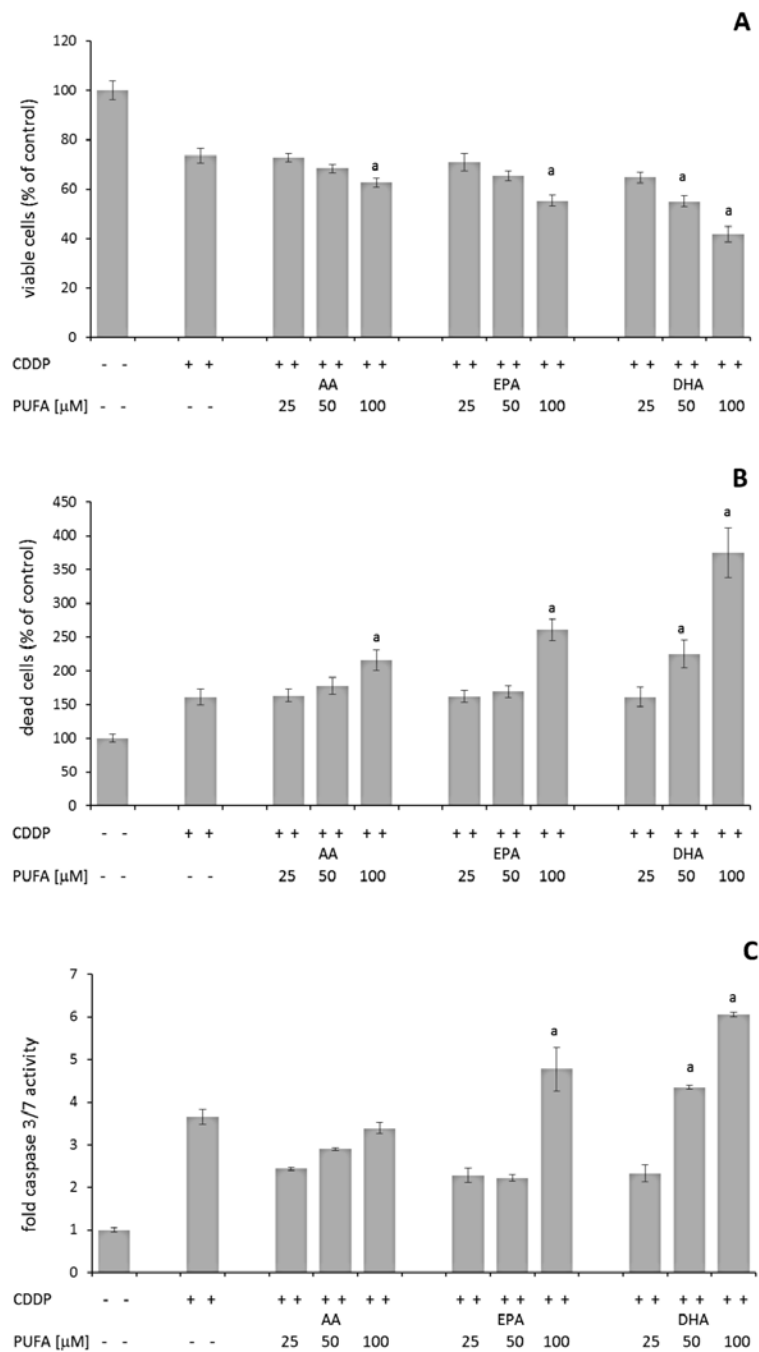 A
120
100
80
60
40
20
0
viable cells (% of control)
a
a
a
a
CDDP - - + + + + + + + + + + + + + + + + + + + +
AA EPA DHA
PUFA [μM] - - - - 25 50 100 25 50 100 25 50 100
B
450
400
350
300
250
200
150
100
50
0
dead cells (% of control)
a
a
a
a
CDDP - - + + + + + + + + + + + + + + + + + + + +
AA EPA DHA
PUFA [μM] - - - - 25 50 100 25 50 100 25 50 100
C
7
6
5
4
3
2
1
0
fold caspase 3/7 activity
a
a
a
CDDP - - + + + + + + + + + + + + + + + + + + + +
AA EPA DHA
PUFA [μM] - - - - 25 50 100 25 50 100 25 50 100